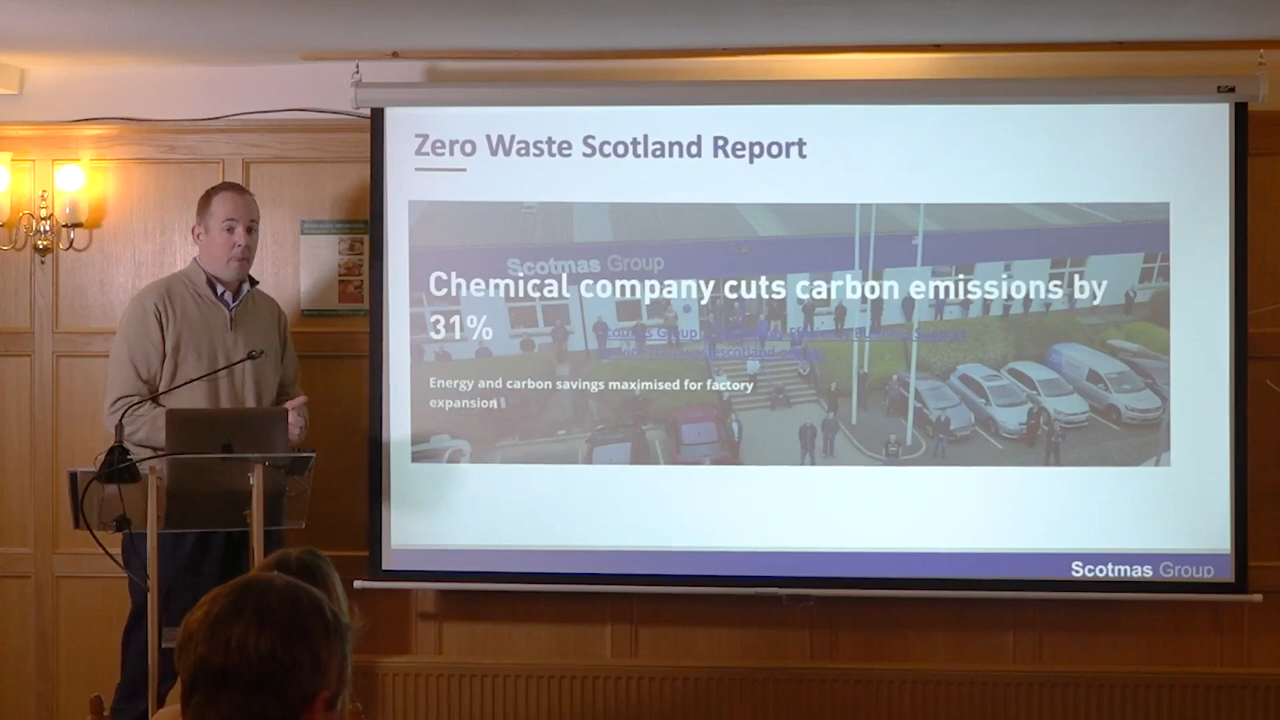 Zero Waste Scotland Report
Scotmas Group
Chemical company cuts carbon emissions by
31%
Energy and carbon savings maximised for factory
expansion
Scotmas Group